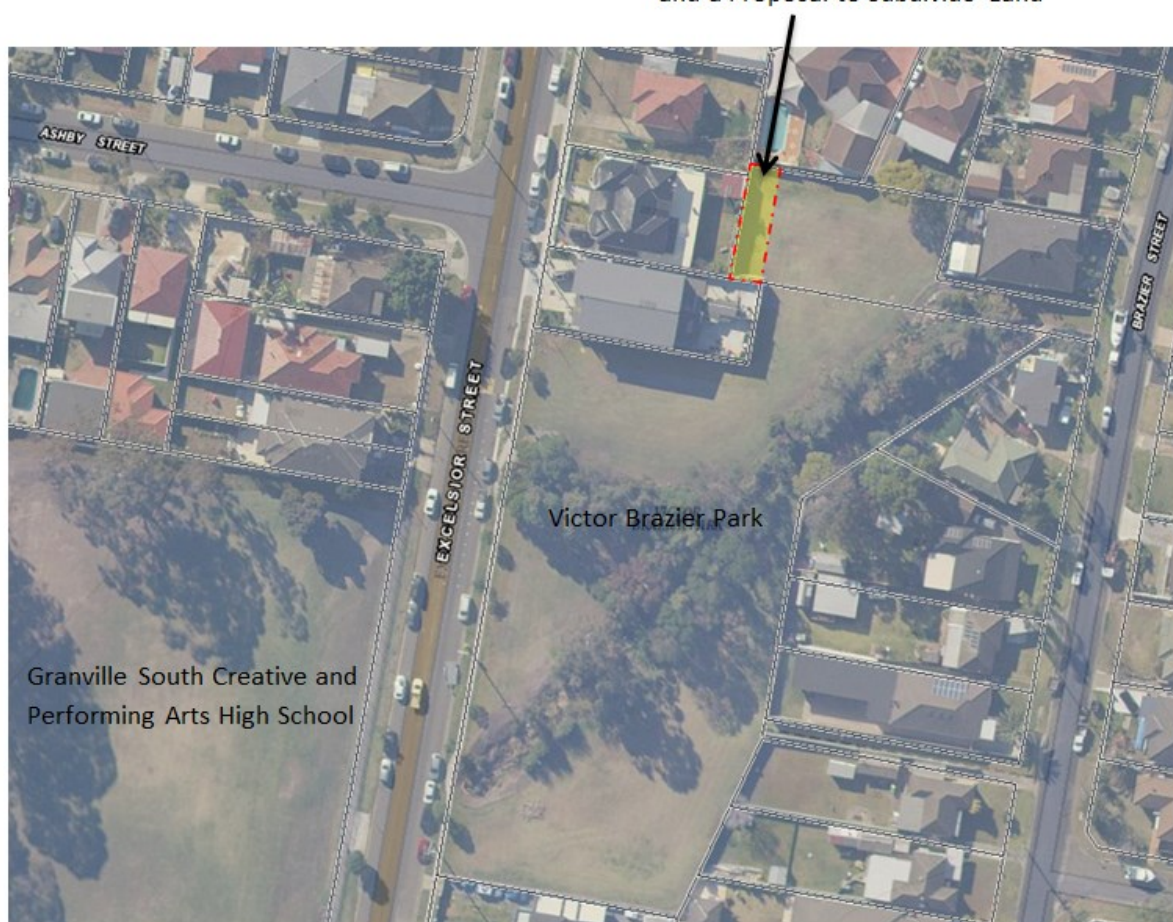 and a Proposal to Subdivide Land
ASHBY STREET
BRAZIER STREET
EXCELSIOR STREET
Victor Brazier Park
Granville South Creative and
Performing Arts High School